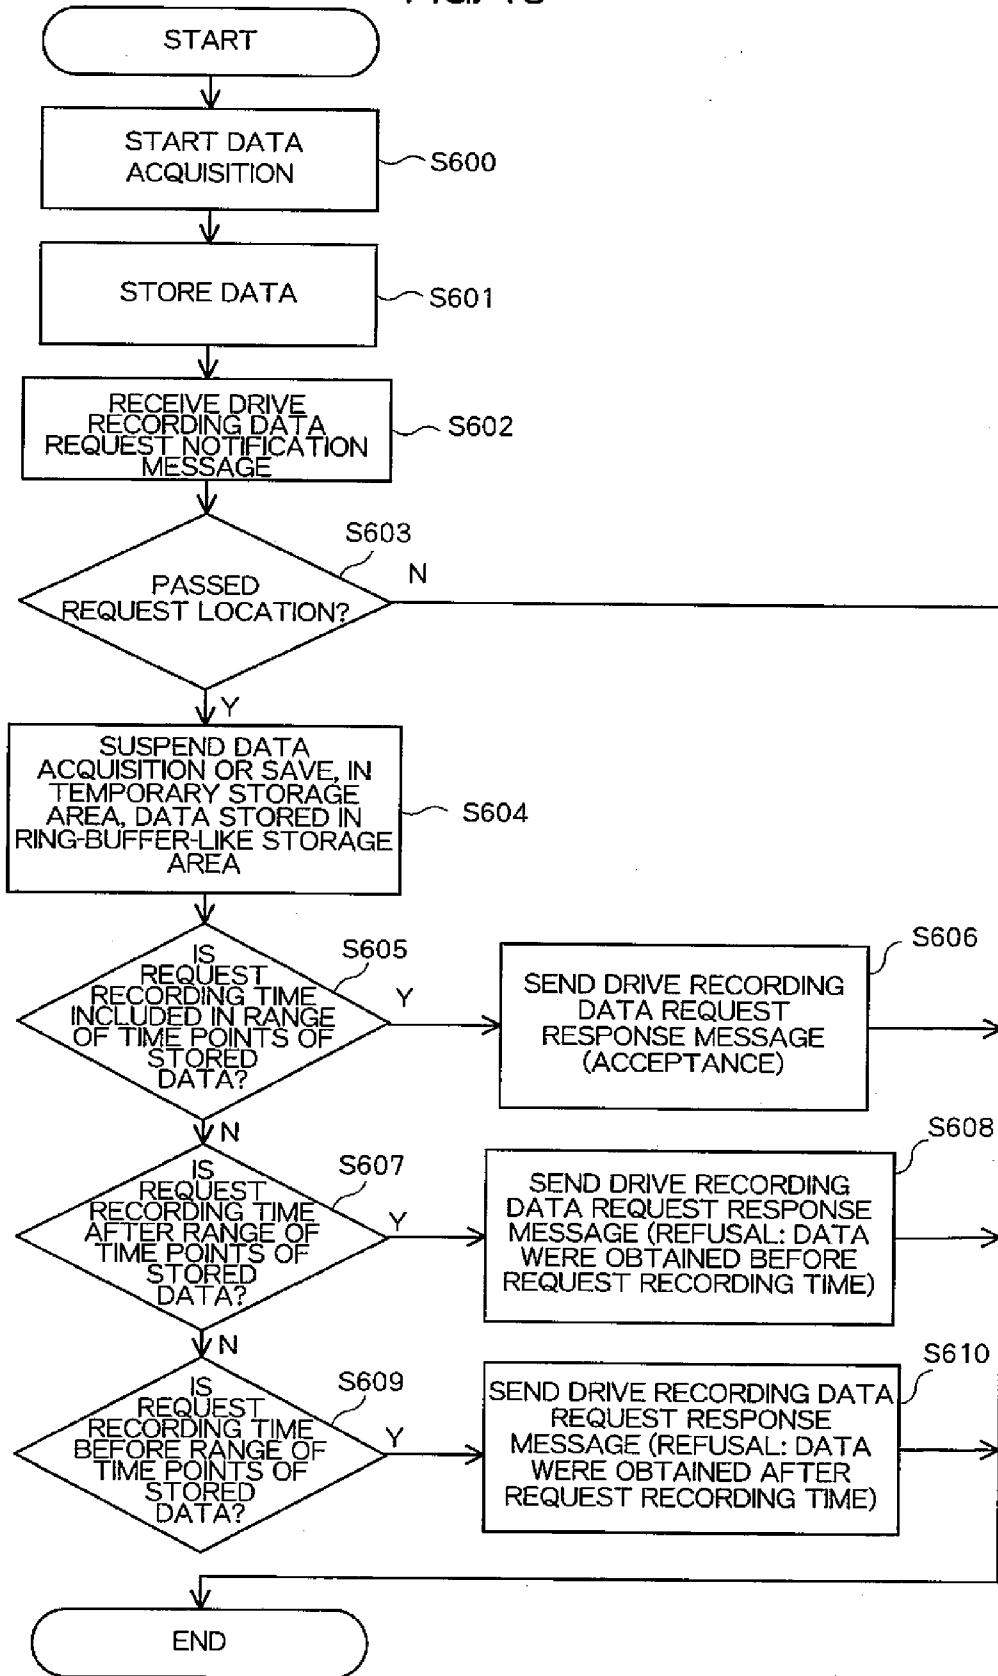 START
START DATA
ACQUISITION
S600
STORE DATA
S601
RECEIVE DRIVE
RECORDING DATA
REQUEST NOTIFICATION
MESSAGE
S602
S603
PASSED
REQUEST LOCATION?
N
Y
SUSPEND DATA
ACQUISITION OR SAVE, IN
TEMPORARY STORAGE
AREA, DATA STORED IN
RING-BUFFER-LIKE STORAGE
AREA
S604
IS
REQUEST
RECORDING TIME
INCLUDED IN RANGE
OF TIME POINTS OF
STORED
DATA?
S605
Y
SEND DRIVE RECORDING
DATA REQUEST
RESPONSE MESSAGE
(ACCEPTANCE)
S606
N
IS
REQUEST
RECORDING TIME
AFTER RANGE OF
TIME POINTS OF
STORED
DATA?
S607
Y
SEND DRIVE RECORDING
DATA REQUEST RESPONSE
MESSAGE (REFUSAL: DATA
WERE OBTAINED BEFORE
REQUEST RECORDING TIME)
S608
N
IS
REQUEST
RECORDING TIME
BEFORE RANGE OF
TIME POINTS OF
STORED
DATA?
S609
Y
SEND DRIVE RECORDING DATA
REQUEST RESPONSE
MESSAGE (REFUSAL: DATA
WERE OBTAINED AFTER
REQUEST RECORDING TIME)
S610
END